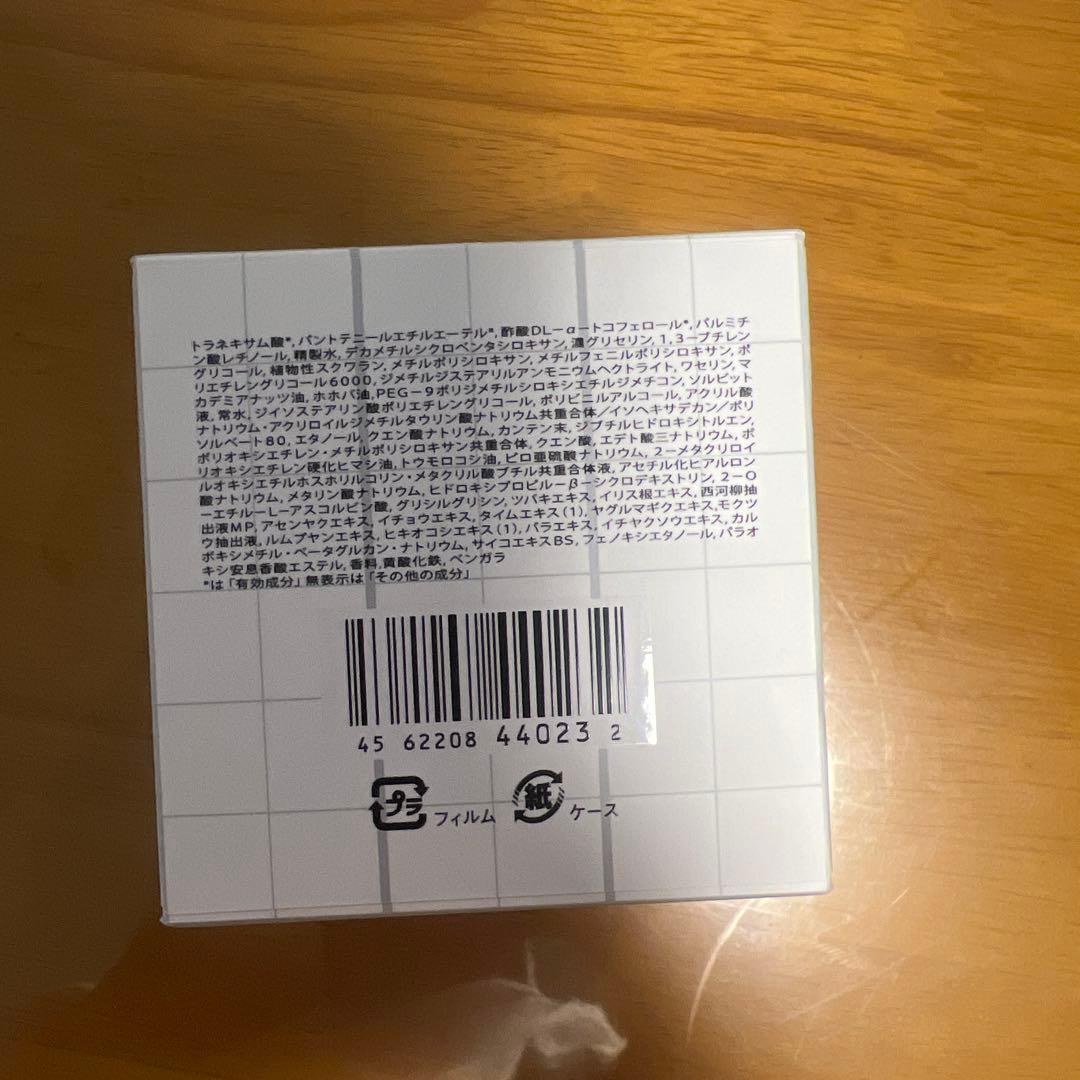 トラネキサム酸*, パントテニールエチルエーテル*, 酢酸DL-α-トコフェロール*, パルミチ
ン酸レチノール, 精製水, デカメチルシクロペンタシロキサン, 濃グリセリン, 1,3-ブチレン
グリコール, 植物性スクワラン, メチルポリシロキサン, メチルフェニルポリシロキサン, ポ
リエチレングリコール6000, ジメチルジステアリルアンモニウムヘクトライト, ワセリン, マ
カデミアナッツ油, ホホバ油, PEG-9ポリジメチルシロキシエチルジメチコン, ソルビット
液, 常水, ジイソステアリン酸ポリエチレングリコール, ポリビニルアルコール, アクリル酸
ナトリウム・アクリロイルジメチルタウリン酸ナトリウム共重合体/イソヘキサデカン/ポリ
ソルベート80, エタノール, クエン酸ナトリウム, カンテン末, ジブチルヒドロキシトルエン,
ポリオキシエチレン・メチルポリシロキサン共重合体, クエン酸, エデト酸三ナトリウム, ポ
リオキシエチレン硬化ヒマシ油, トウモロコシ油, ピロ亜硫酸ナトリウム, 2-メタクリロイ
ルオキシエチルホスホリルコリン・メタクリル酸ブチル共重合体液, アセチル化ヒアルロン
酸ナトリウム, メタリン酸ナトリウム, ヒドロキシプロピル-β-シクロデキストリン, 2-O
-エチル-L-アスコルビン酸, グリシルグリシン, ツバキエキス, イリス根エキス, 西河柳抽
出液MP, アセンヤクエキス, イチョウエキス, タイムエキス(1), ヤグルマギクエキス,モクツ
ウ抽出液, ルムプヤンエキス, ヒキオコシエキス(1), バラエキス, イチヤクソウエキス, カル
ボキシメチル・ベータグルカン・ナトリウム, サイコエキスBS, フェノキシエタノール, パラオ
キシ安息香酸エステル, 香料,黄酸化鉄, ベンガラ
*は「有効成分」無表示は「その他の成分」
45 62208 44023 2
プラ フィルム 紙 ケース